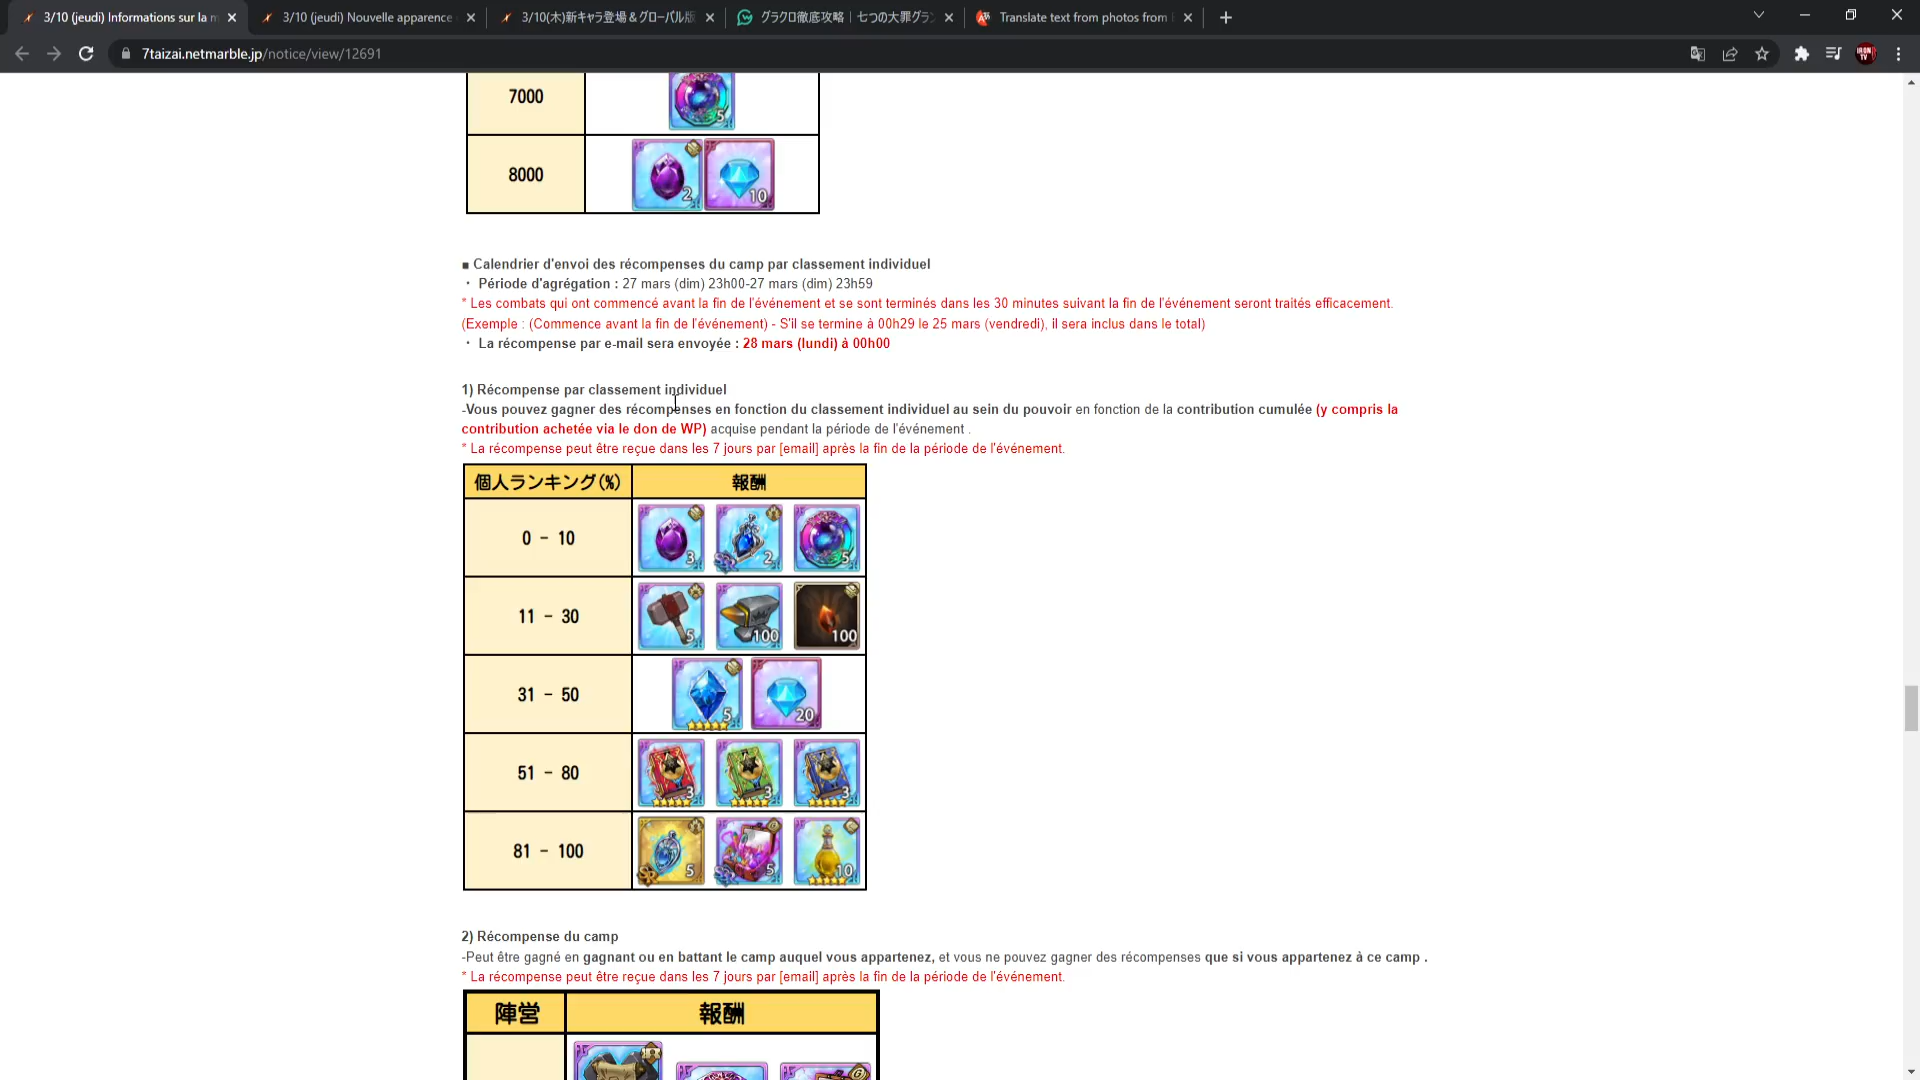 3/10 (jeudi) Informations sur la m
3/10 (jeudi) Nouvelle apparence
3/10(木)新キャラ登場＆グローバル版
グラクロ徹底攻略｜七つの大罪グラン
Translate text from photos from
7taizai.netmarble.jp/notice/view/12691
7000
5
8000
2
10
■ Calendrier d'envoi des récompenses du camp par classement individuel
・ Période d'agrégation : 27 mars (dim) 23h00-27 mars (dim) 23h59
* Les combats qui ont commencé avant la fin de l'événement et se sont terminés dans les 30 minutes suivant la fin de l'événement seront traités efficacement.
(Exemple : (Commence avant la fin de l'événement) - S'il se termine à 00h29 le 25 mars (vendredi), il sera inclus dans le total)
・ La récompense par e-mail sera envoyée : 28 mars (lundi) à 00h00
1) Récompense par classement individuel
-Vous pouvez gagner des récompenses en fonction du classement individuel au sein du pouvoir en fonction de la contribution cumulée (y compris la
contribution achetée via le don de WP) acquise pendant la période de l'événement .
* La récompense peut être reçue dans les 7 jours par [email] après la fin de la période de l'événement.
個人ランキング(%) 報酬
0 - 10
3 2 5
11 - 30
5 100 100
31 - 50
5 20
51 - 80
3 3 3
81 - 100
SR 5 5 10
2) Récompense du camp
-Peut être gagné en gagnant ou en battant le camp auquel vous appartenez, et vous ne pouvez gagner des récompenses que si vous appartenez à ce camp .
* La récompense peut être reçue dans les 7 jours par [email] après la fin de la période de l'événement.
陣営 報酬